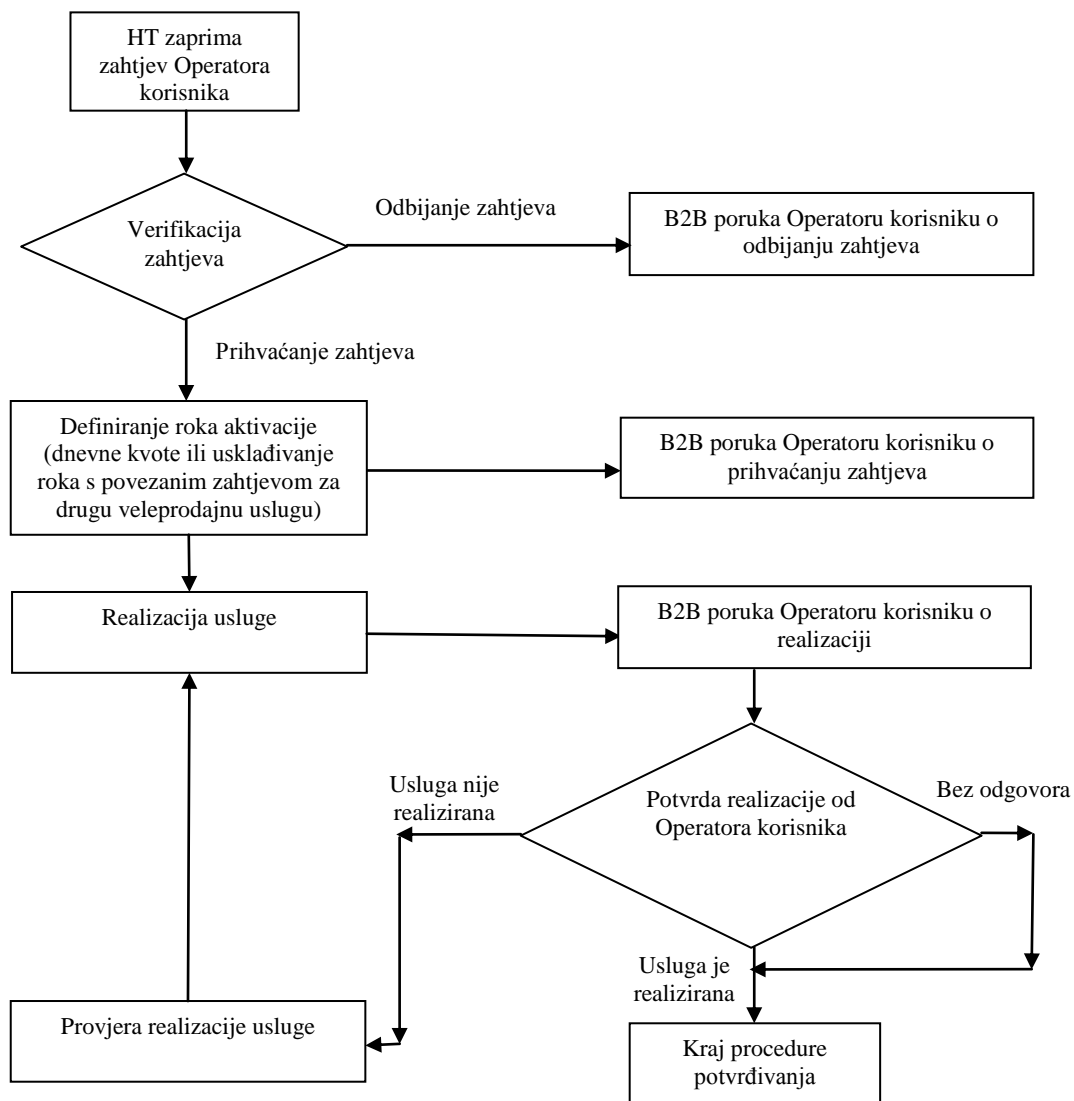 HT zaprima
zahtjev Operatora
korisnika
Verifikacija
zahtjeva
Odbijanje zahtjeva
B2B poruka Operatoru korisniku o
odbijanju zahtjeva
Prihvaćanje zahtjeva
Definiranje roka aktivacije
(dnevne kvote ili usklađivanje
roka s povezanim zahtjevom za
drugu veleprodajnu uslugu)
B2B poruka Operatoru korisniku o
prihvaćanju zahtjeva
Realizacija usluge
B2B poruka Operatoru korisniku o
realizaciji
Usluga nije
realizirana
Potvrda realizacije od
Operatora korisnika
Bez odgovora
Usluga je
realizirana
Provjera realizacije usluge
Kraj procedure
potvrđivanja